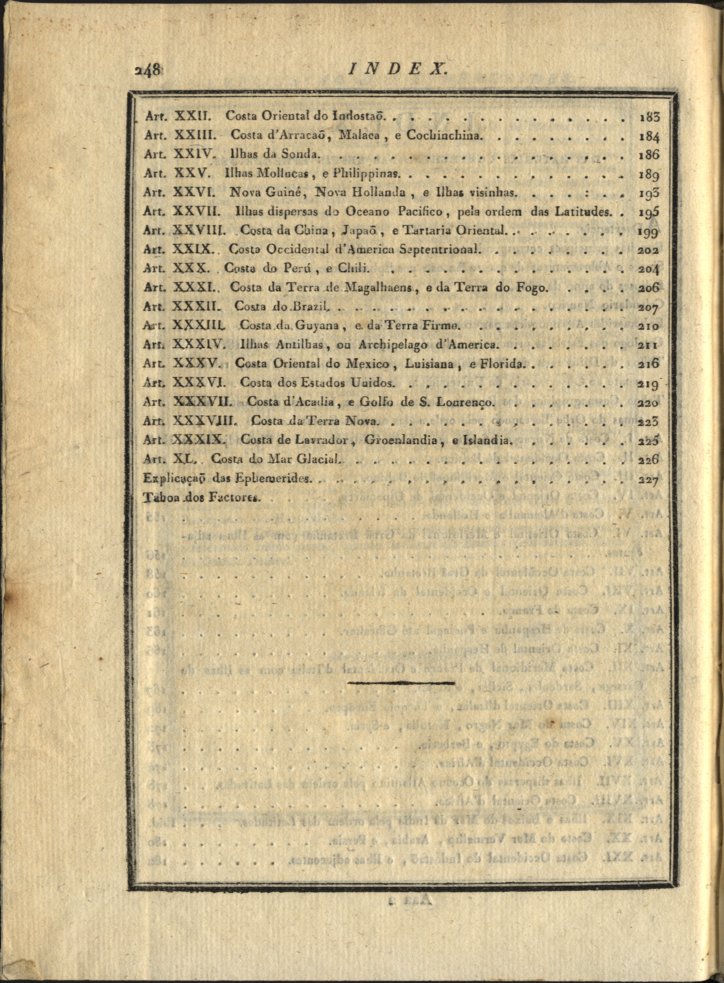 248 INDEX.
Art. XXII. Costa Oriental do Indostaõ. . . . . . . . . . . . . . 183
Art. XXIII. Costa d'Arracaõ, Malaca , e Cochinchina. . . . . . . . . 184
Art. XXIV. Ilhas da Sonda. . . . . . . . . . . . . . . . . . 186
Art. XXV. Ilhas Mollucas , e Philippinas. . . . . . . . . . . . . 189
Art. XXVI. Nova Guiné, Nova Hollanda , e Ilhas visinhas. . . . : . . 193
Art. XXVII. Ilhas dispersas do Oceano Pacifico , pela ordem das Latitudes. . 195
Art. XXVIII. Costa da China , Japaõ , e Tartaria Oriental. . . . . . . 199
Art. XXIX. Costa Occidental d'America Septentrional. . . . . . . . . 202
Art. XXX. Costa do Perú , e Chili. . . . . . . . . . . . . . . 204
Art. XXXI. Costa da Terra de Magalhaens , e da Terra do Fogo. . . . . 206
Art. XXXII. Costa do Brazil. . . . . . . . . . . . . . . . . 207
Art. XXXIII. Costa da Guyana , e da Terra Firme. . . . . . . . . . 210
Art. XXXIV. Ilhas Antilhas , ou Archipelago d'America. . . . . . . . 211
Art. XXXV. Costa Oriental do Mexico , Luisiana , e Florida. . . . . . 216
Art. XXXVI. Costa dos Estados Unidos. . . . . . . . . . . . . 219
Art. XXXVII. Costa d'Acadia , e Golfo de S. Lourenço. . . . . . . . 220
Art. XXXVIII. Costa da Terra Nova. . . . . . . . . . . . . . 223
Art. XXXIX. Costa de Lavrador , Groenlandia , e Islandia. . . . . . . 225
Art. XL. Costa do Mar Glacial. . . . . . . . . . . . . . . . . 226
Explicaçaõ das Ephemerides. . . . . . . . . . . . . . . . . . 227
Taboa dos Factores.